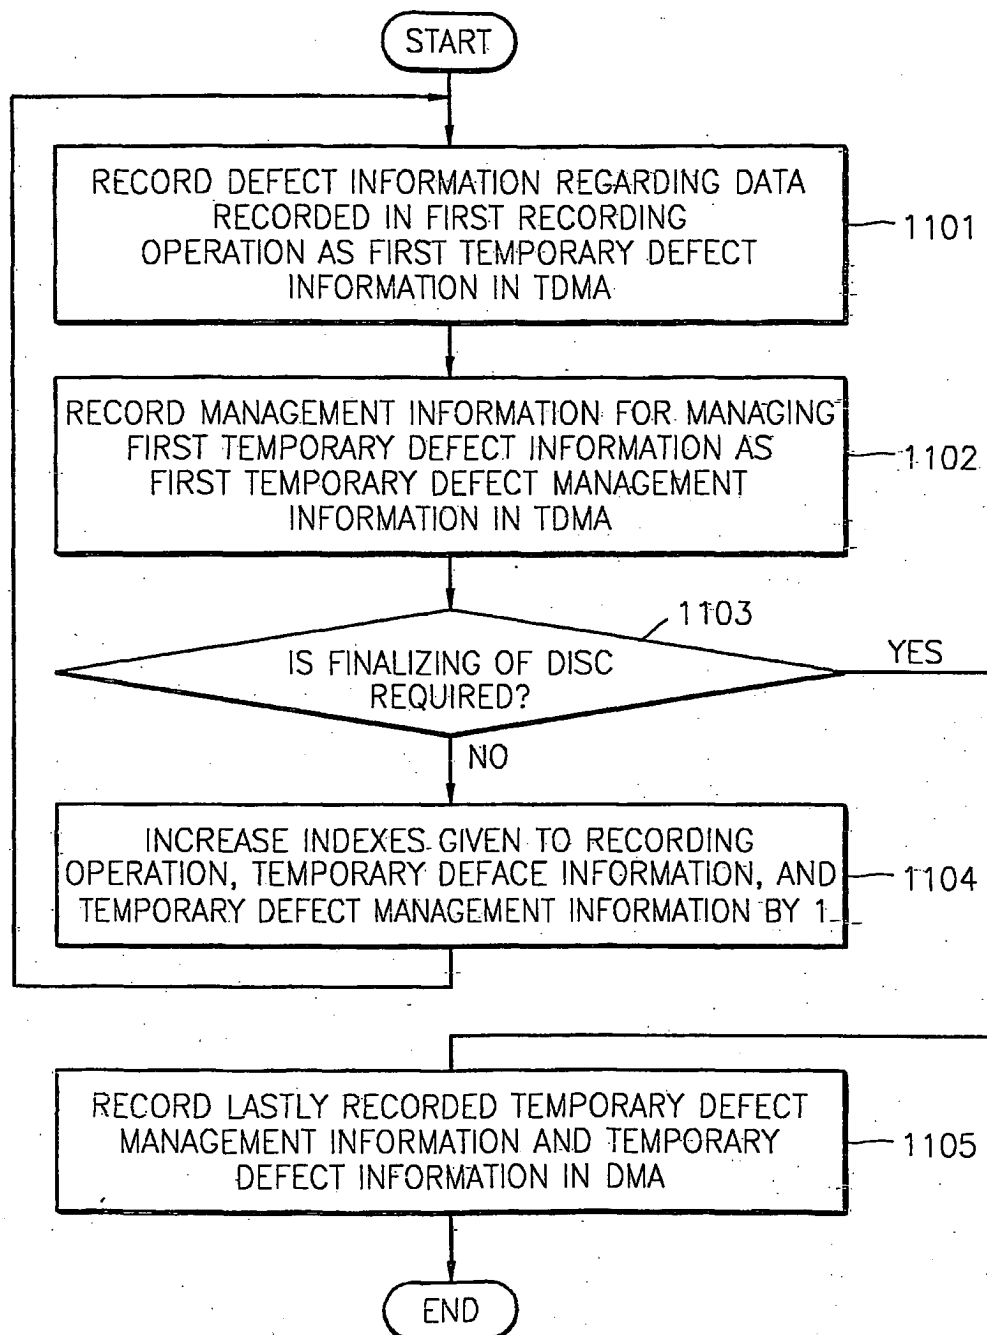 START
RECORD DEFECT INFORMATION REGARDING DATA
RECORDED IN FIRST RECORDING
OPERATION AS FIRST TEMPORARY DEFECT
INFORMATION IN TDMA
1101
RECORD MANAGEMENT INFORMATION FOR MANAGING
FIRST TEMPORARY DEFECT INFORMATION AS
FIRST TEMPORARY DEFECT MANAGEMENT
INFORMATION IN TDMA
1102
1103
IS FINALIZING OF DISC
REQUIRED?
YES
NO
INCREASE INDEXES GIVEN TO RECORDING
OPERATION, TEMPORARY DEFACE INFORMATION, AND
TEMPORARY DEFECT MANAGEMENT INFORMATION BY 1
1104
RECORD LASTLY RECORDED TEMPORARY DEFECT
MANAGEMENT INFORMATION AND TEMPORARY
DEFECT INFORMATION IN DMA
1105
END